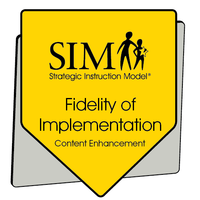 SIM
Strategic Instruction Model®
Fidelity of
Implementation
Content Enhancement